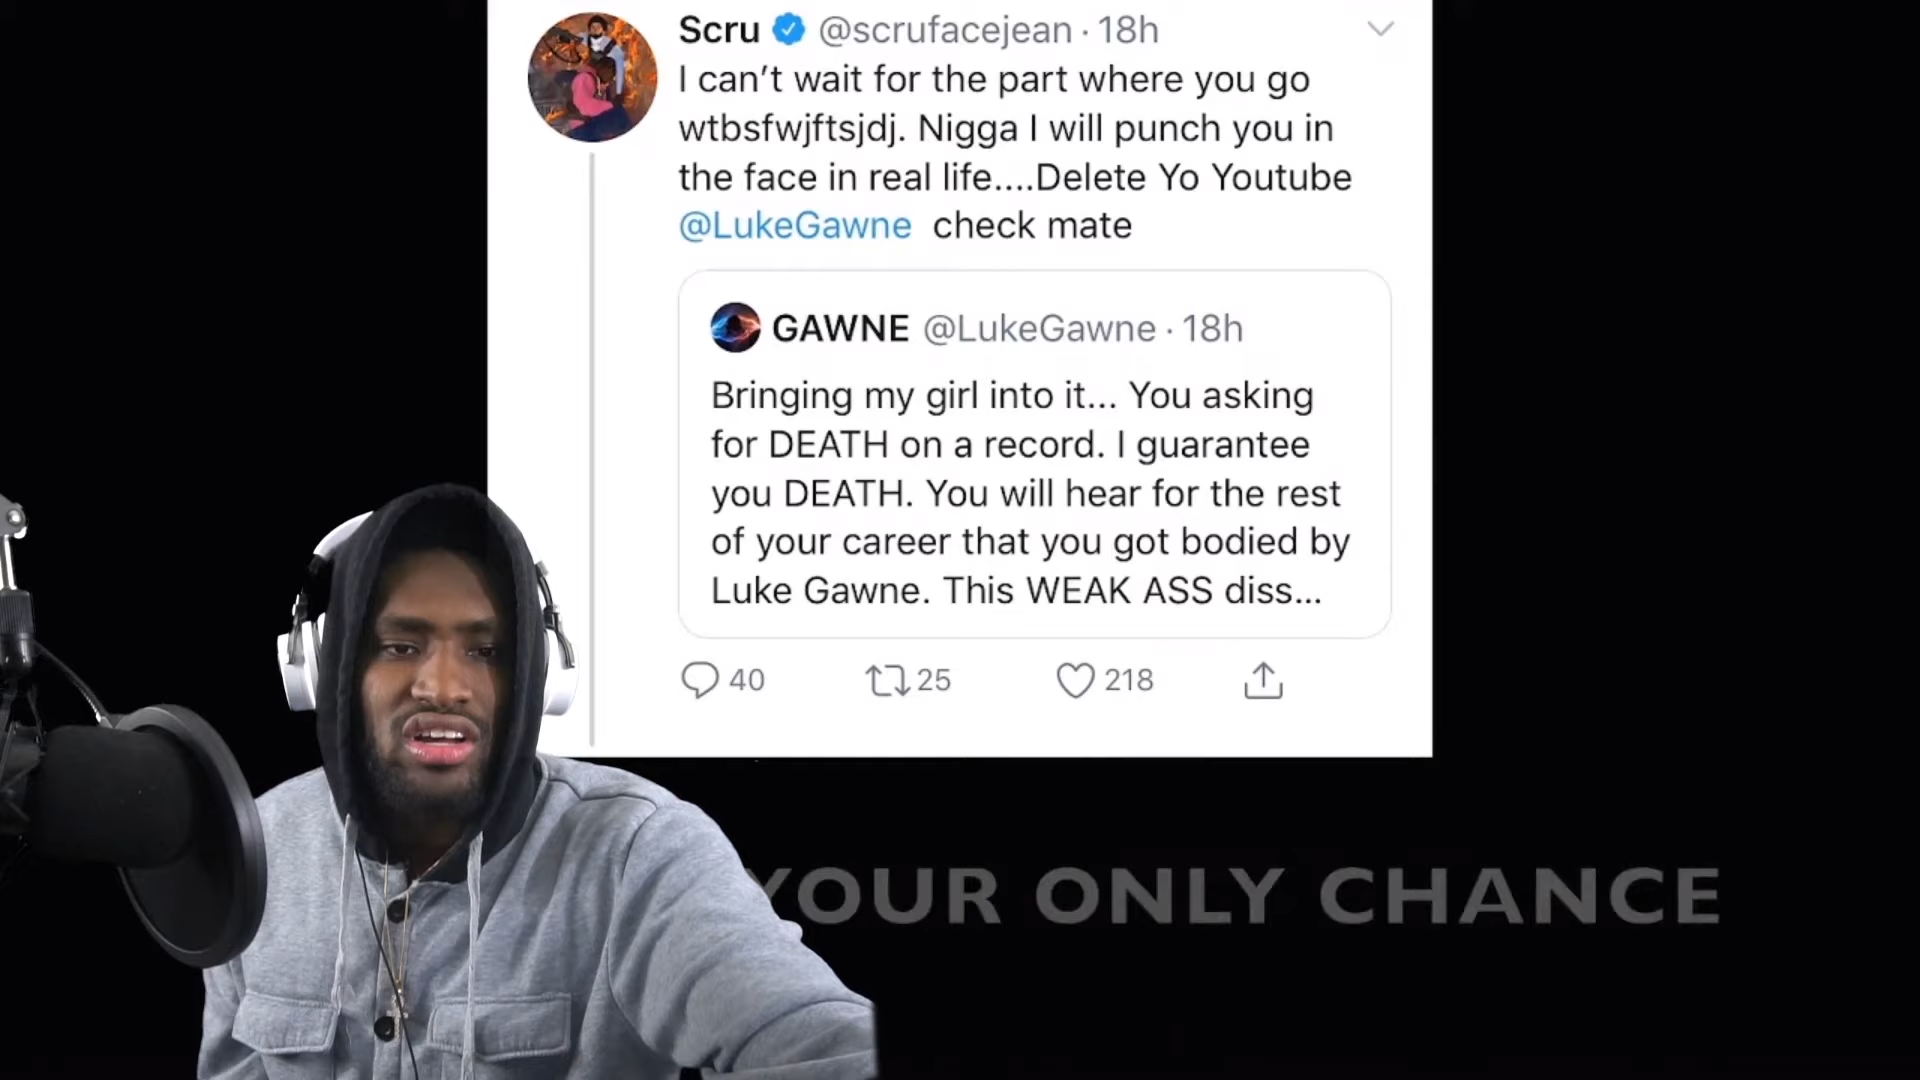 Scru @scrufacejean · 18h
I can't wait for the part where you go
wtbsfwjftsjdj. Nigga I will punch you in
the face in real life....Delete Yo Youtube
@LukeGawne check mate
GAWNE @LukeGawne · 18h
Bringing my girl into it... You asking
for DEATH on a record. I guarantee
you DEATH. You will hear for the rest
of your career that you got bodied by
Luke Gawne. This WEAK ASS diss...
40 25 218
YOUR ONLY CHANCE